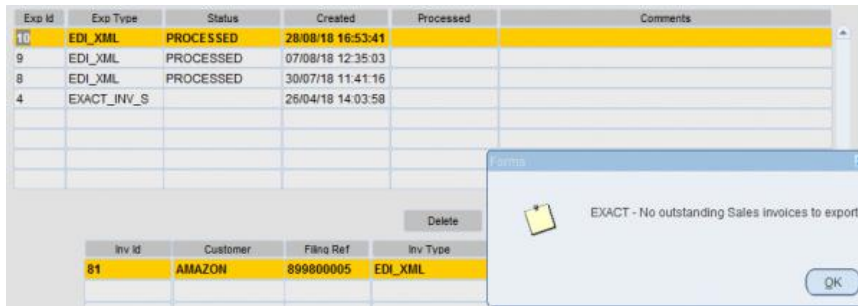 Exp Id Exp Type Status Created Processed Comments
10 EDI_XML PROCESSED 28/08/18 16:53:41
9 EDI_XML PROCESSED 07/08/18 12:35:03
8 EDI_XML PROCESSED 30/07/18 11:41:16
4 EXACT_INV_S 26/04/18 14:03:58
Forms
EXACT - No outstanding Sales invoices to export
Delete
Inv Id Customer Filing Ref Inv Type
81 AMAZON 899800005 EDI_XML
OK